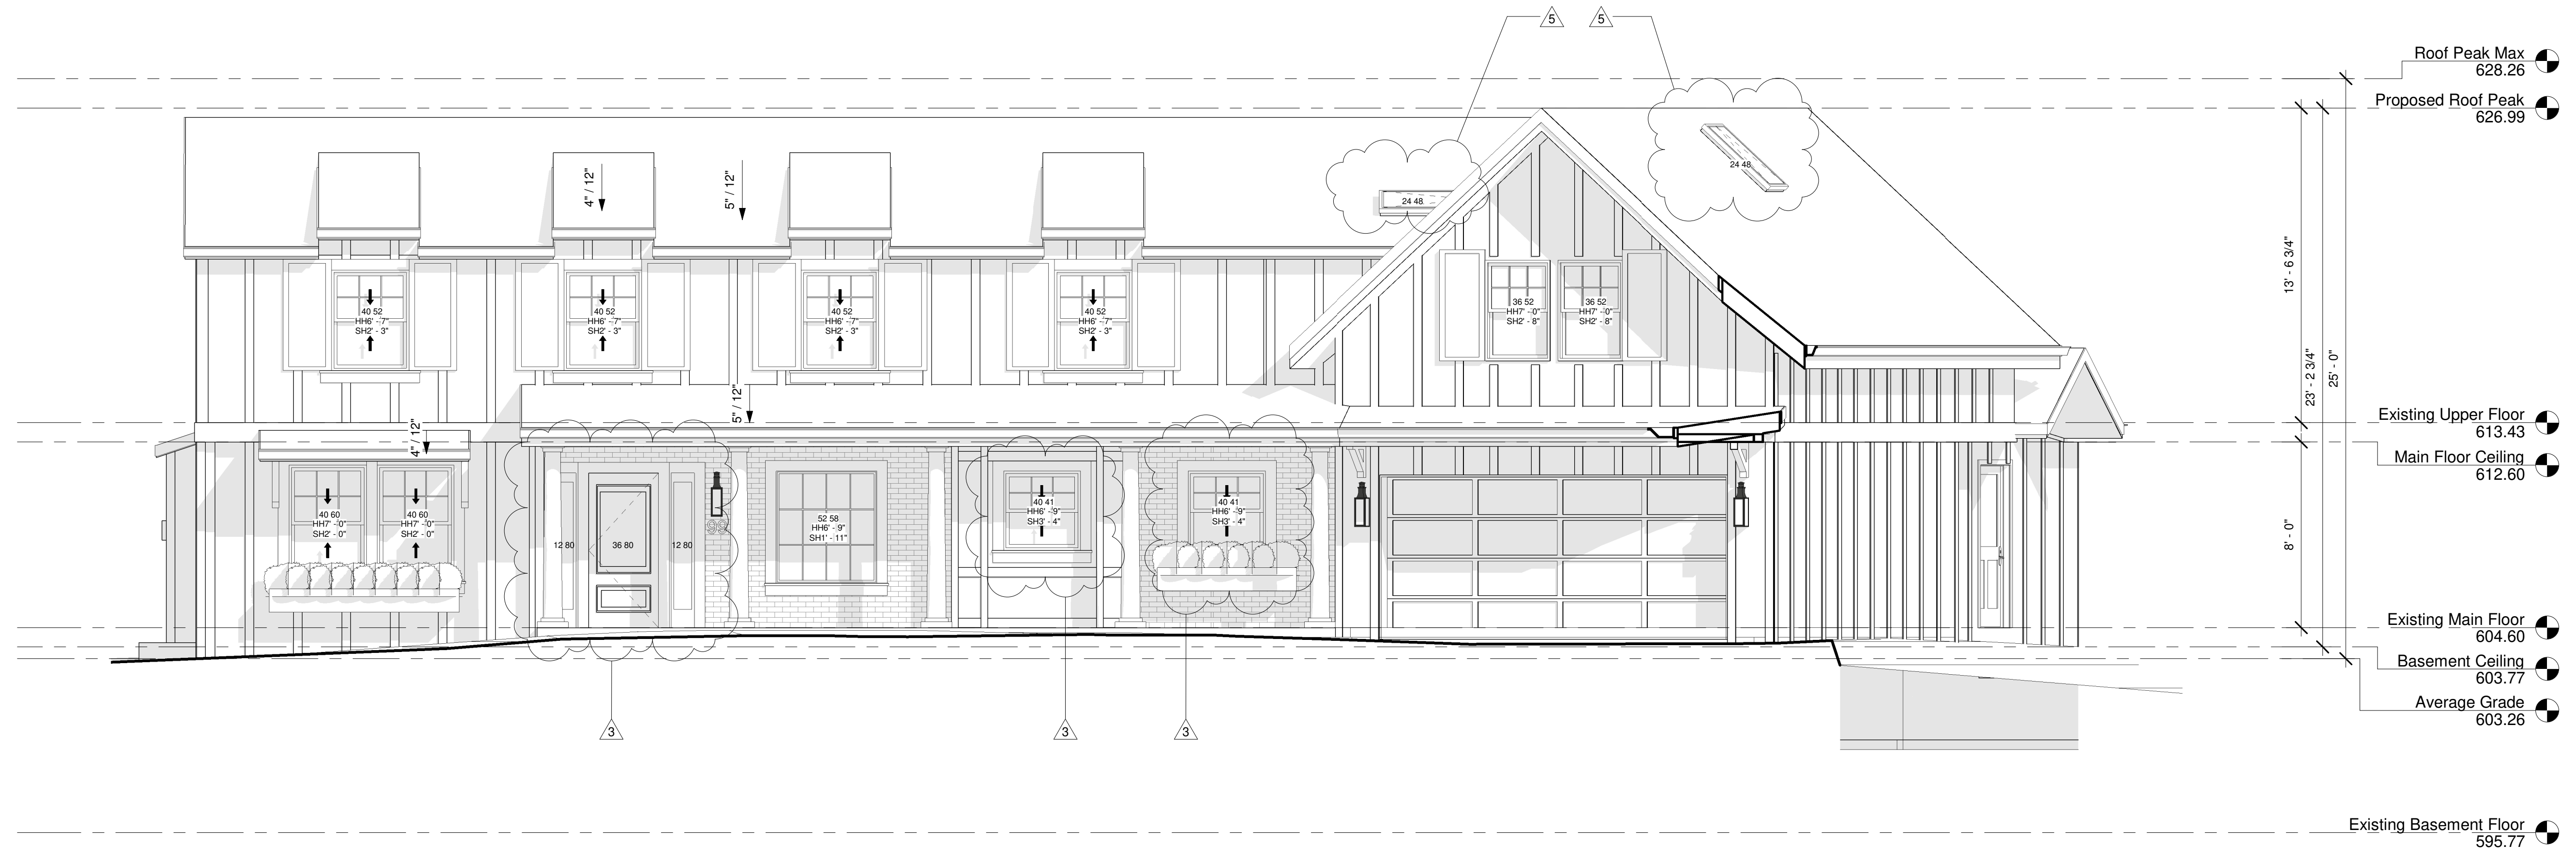 5 5
Roof Peak Max
628.26
Proposed Roof Peak
626.99
24 48
24 48
4" / 12"
5" / 12"
13' - 6 3/4"
23' - 2 3/4"
25' - 0"
40 52
HH6' - 7"
SH2' - 3"
40 52
HH6' - 7"
SH2' - 3"
40 52
HH6' - 7"
SH2' - 3"
40 52
HH6' - 7"
SH2' - 3"
36 52
HH7' - 0"
SH2' - 8"
36 52
HH7' - 0"
SH2' - 8"
5" / 12"
4" / 12"
Existing Upper Floor
613.43
Main Floor Ceiling
612.60
8' - 0"
40 60
HH7' - 0"
SH2' - 0"
40 60
HH7' - 0"
SH2' - 0"
12 80
36 80
12 80
99
52 58
HH6' - 9"
SH1' - 11"
40 41
HH6' - 9"
SH3' - 4"
40 41
HH6' - 9"
SH3' - 4"
Existing Main Floor
604.60
Basement Ceiling
603.77
Average Grade
603.26
3 3 3
Existing Basement Floor
595.77